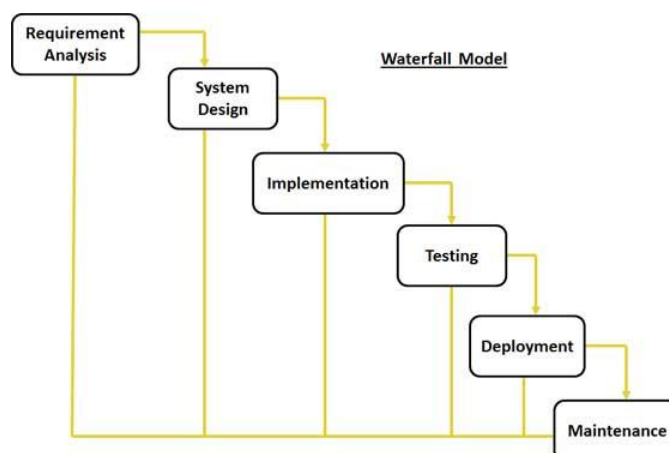 Requirement
Analysis
Waterfall Model
System
Design
Implementation
Testing
Deployment
Maintenance